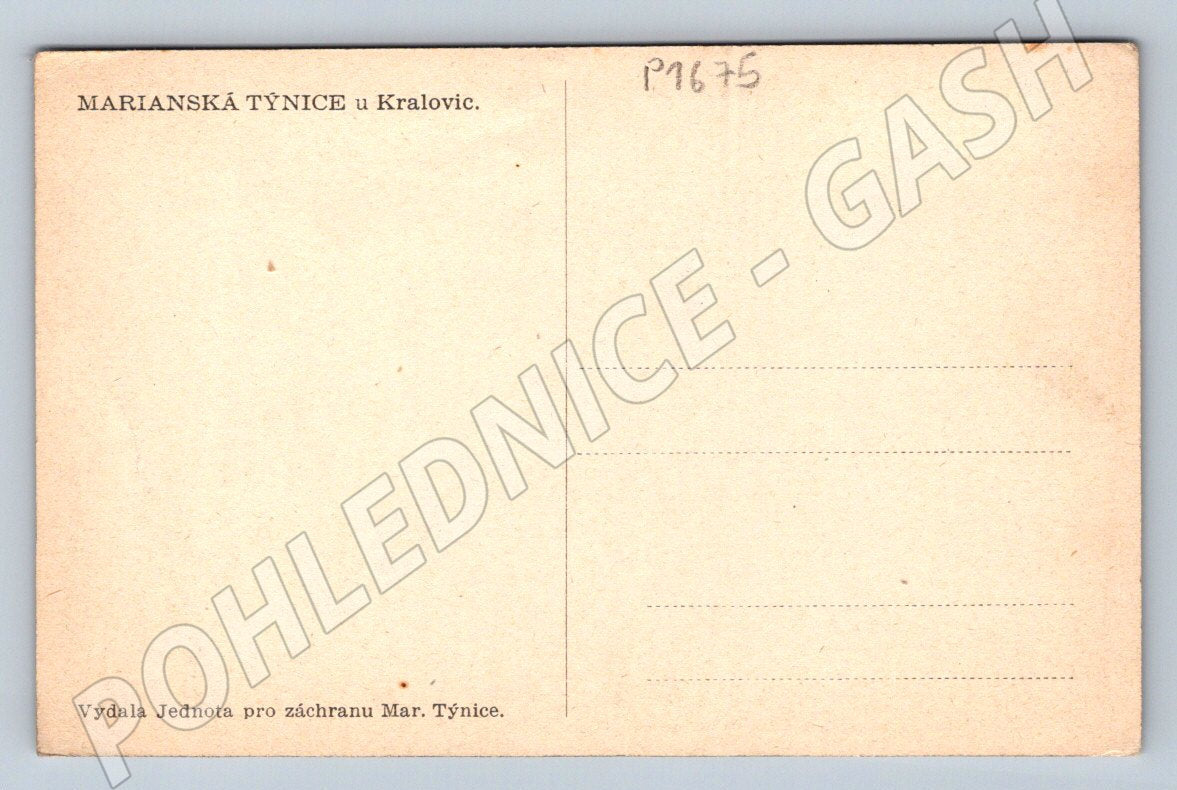 P1675
MARIANSKÁ TÝNICE u Kralovic.
POHLEDNICE - GASH
Vydala Jednota pro záchranu Mar. Týnice.